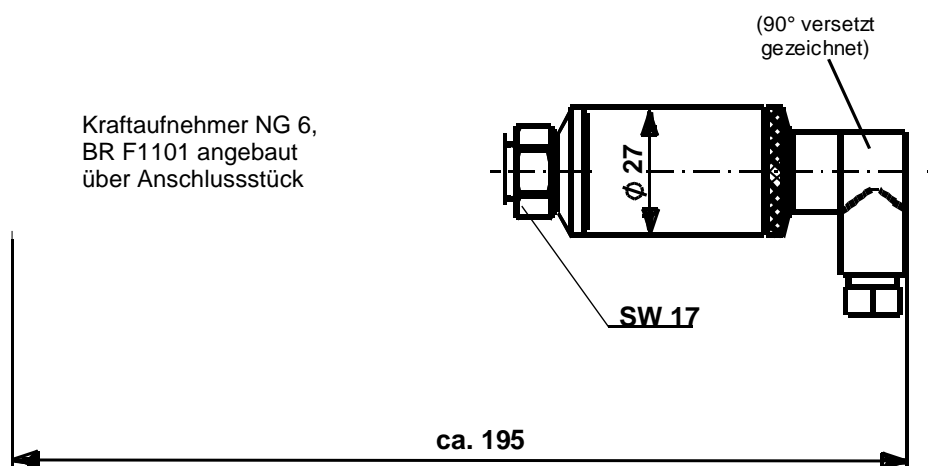 (90° versetzt
gezeichnet)
Kraftaufnehmer NG 6,
BR F1101 angebaut
über Anschlussstück
ϕ 27
SW 17
ca. 195